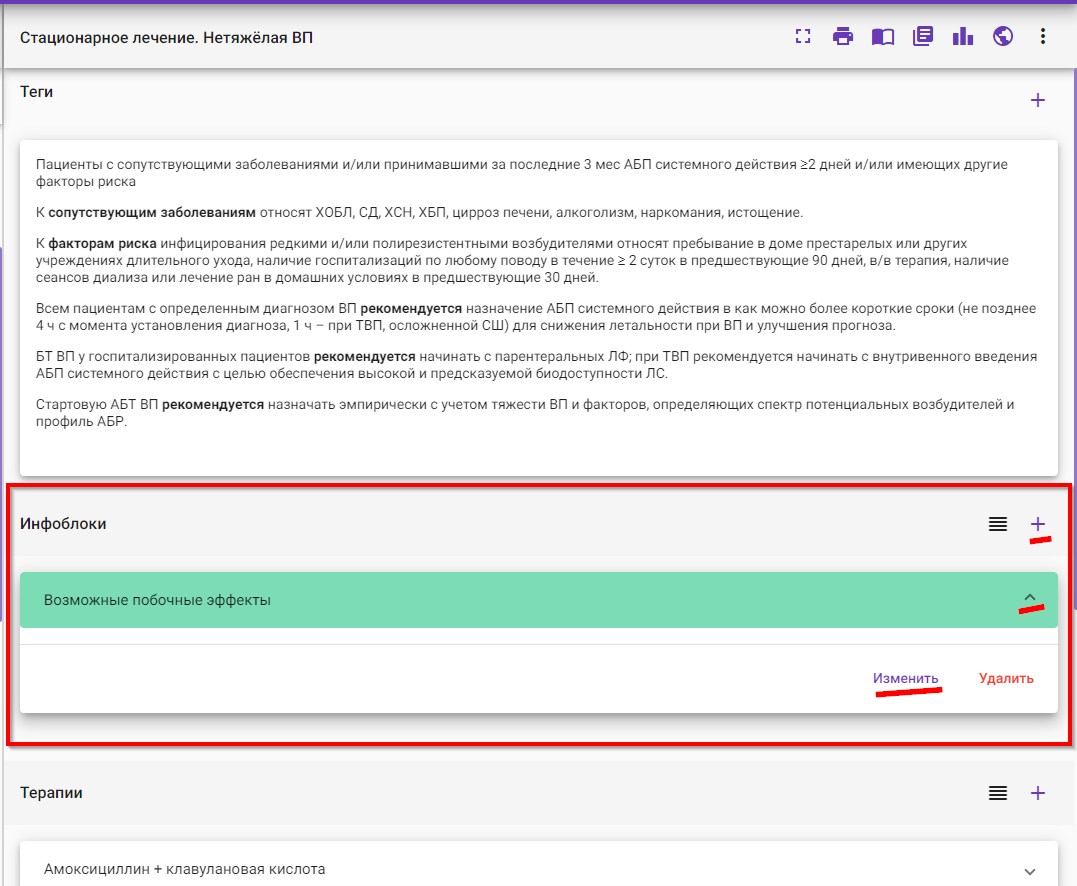 Стационарное лечение. Нетяжёлая ВП
Теги
Пациенты с сопутствующими заболеваниями и/или принимавшими за последние 3 мес АБП системного действия ≥2 дней и/или имеющих другие
факторы риска
К сопутствующим заболеваниям относят ХОБЛ, СД, ХСН, ХБП, цирроз печени, алкоголизм, наркомания, истощение.
К факторам риска инфицирования редкими и/или полирезистентными возбудителями относят пребывание в доме престарелых или других
учреждениях длительного ухода, наличие госпитализаций по любому поводу в течение ≥ 2 суток в предшествующие 90 дней, в/в терапия, наличие
сеансов диализа или лечение ран в домашних условиях в предшествующие 30 дней.
Всем пациентам с определенным диагнозом ВП рекомендуется назначение АБП системного действия в как можно более короткие сроки (не позднее
4 ч с момента установления диагноза, 1 ч – при ТВП, осложненной СШ) для снижения летальности при ВП и улучшения прогноза.
БТ ВП у госпитализированных пациентов рекомендуется начинать с парентеральных ЛФ; при ТВП рекомендуется начинать с внутривенного введения
АБП системного действия с целью обеспечения высокой и предсказуемой биодоступности ЛС.
Стартовую АБТ ВП рекомендуется назначать эмпирически с учетом тяжести ВП и факторов, определяющих спектр потенциальных возбудителей и
профиль АБР.
Инфоблоки
Возможные побочные эффекты
Изменить Удалить
Терапии
Амоксициллин + клавулановая кислота